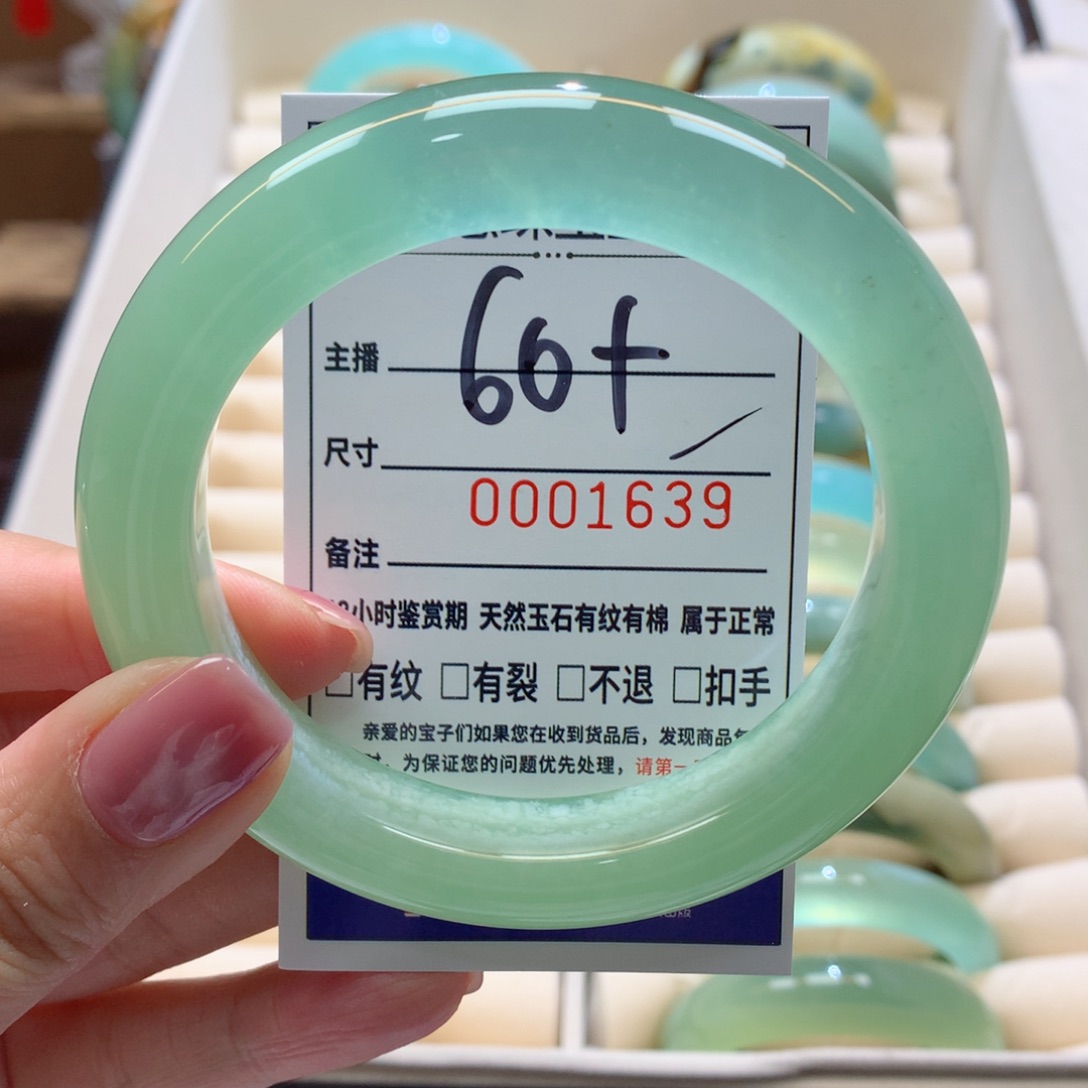 60+
主播
尺寸
0001639
备注
小时鉴赏期 天然玉石有纹有棉 属于正常
□有纹 □有裂 □不退 □扣手
亲爱的宝子们如果您在收到货品后，发现商品
为保证您的问题优先处理，请第一